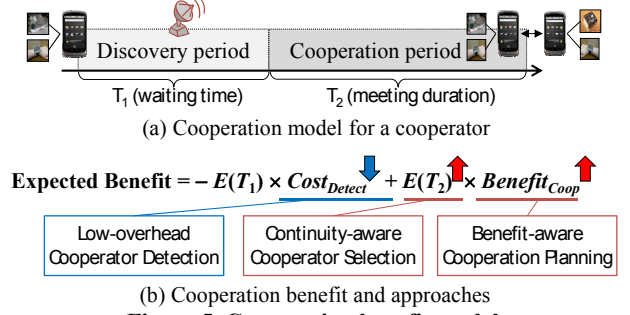 Discovery period Cooperation period
T1 (waiting time) T2 (meeting duration)
(a) Cooperation model for a cooperator
Expected Benefit = – E(T1) × CostDetect + E(T2) × BenefitCoop
Low-overhead Continuity-aware Benefit-aware
Cooperator Detection Cooperator Selection Cooperation Planning
(b) Cooperation benefit and approaches